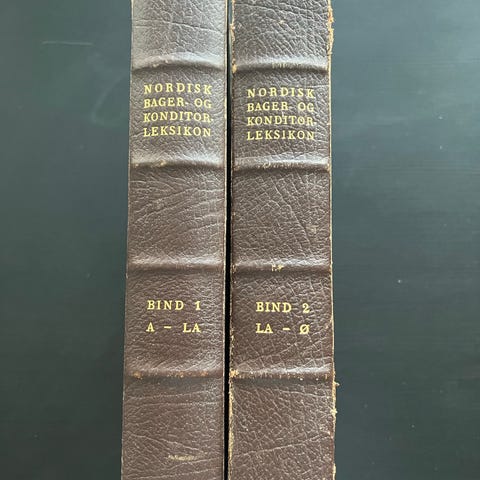 NORDISK
BAGER- OG
KONDITOR-
LEKSIKON
BIND 1
A – LA
NORDISK
BAGER- OG
KONDITOR-
LEKSIKON
BIND 2
LA – Ø